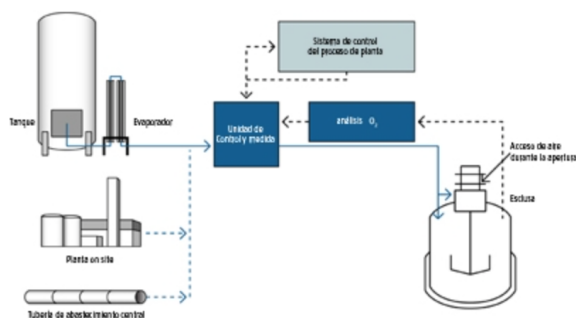 Sistema de control
del proceso de planta
Tanque
Evaporador
Unidad de
Control y medida
análisis O₂
Acceso de aire
durante la apertura
Esclusa
Planta on site
Tubería de abastecimiento central